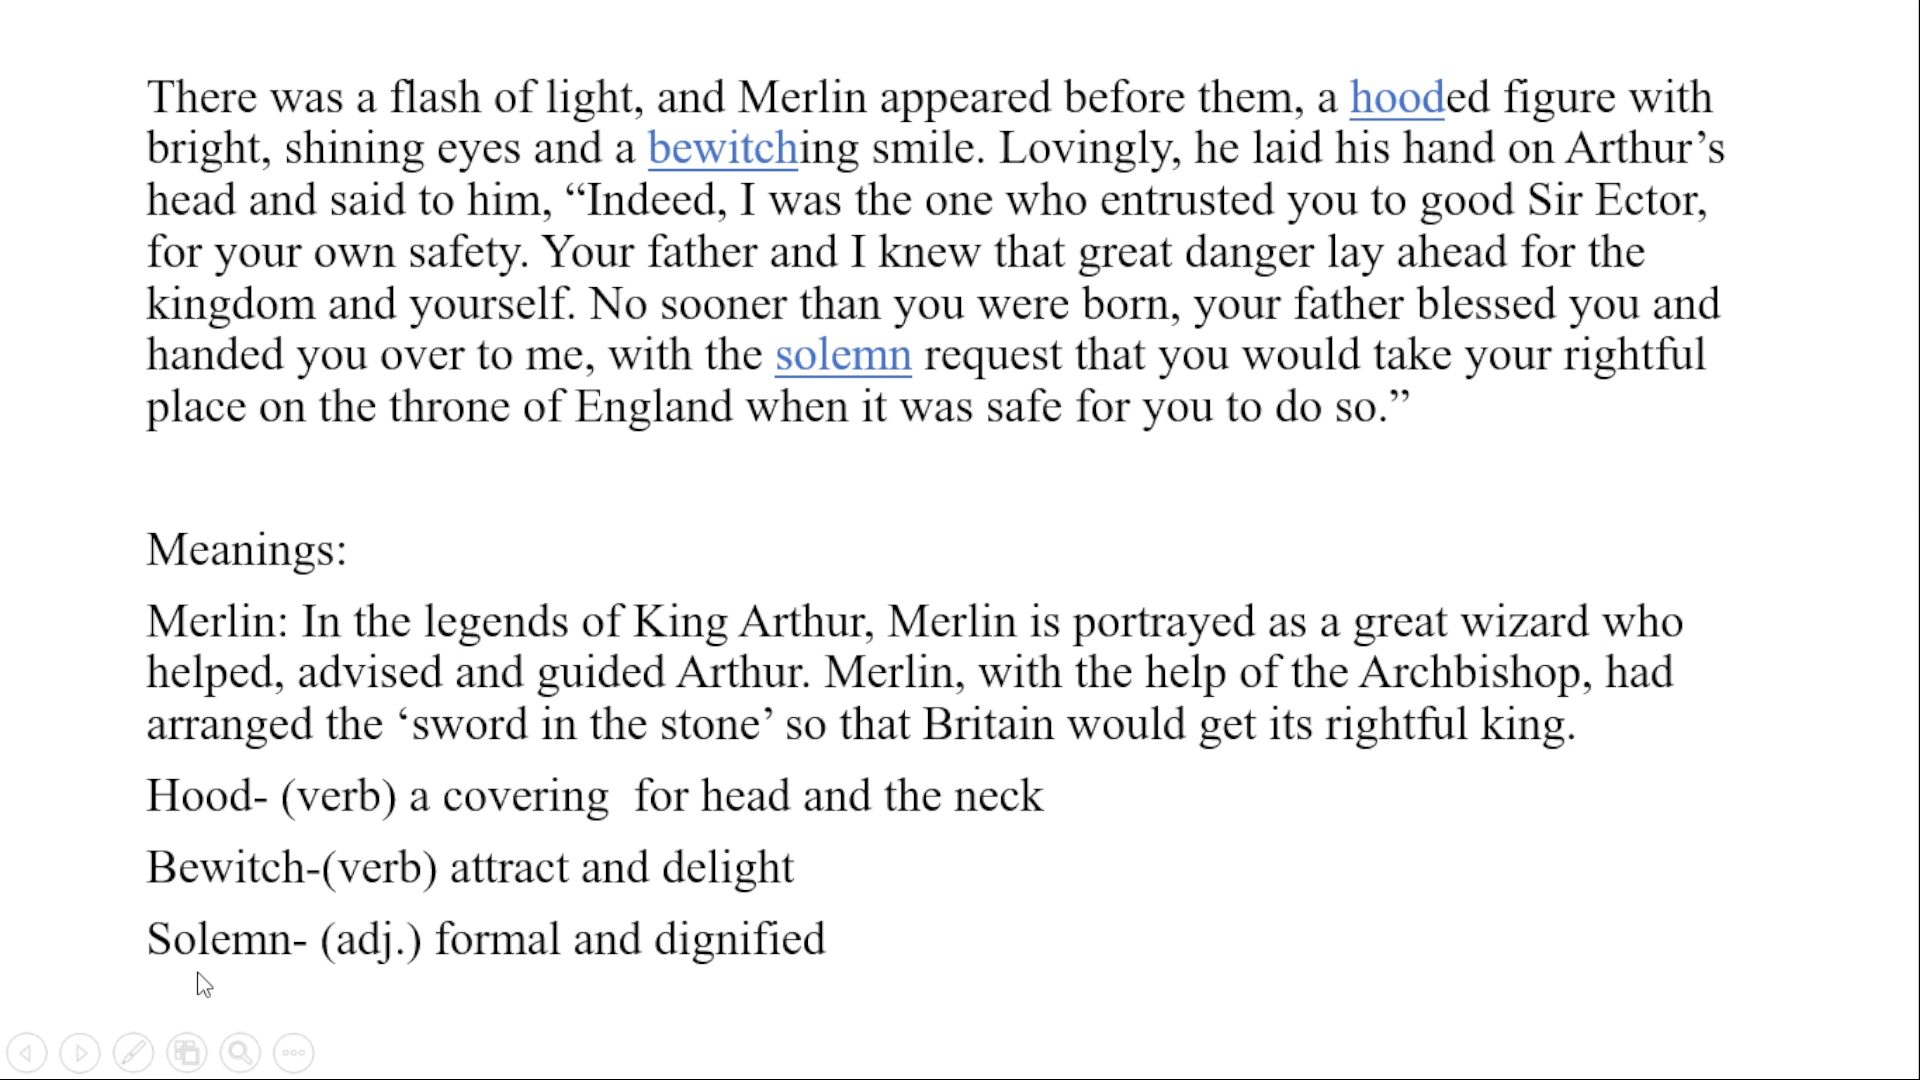 There was a flash of light, and Merlin appeared before them, a hooded figure with
bright, shining eyes and a bewitching smile. Lovingly, he laid his hand on Arthur’s
head and said to him, “Indeed, I was the one who entrusted you to good Sir Ector,
for your own safety. Your father and I knew that great danger lay ahead for the
kingdom and yourself. No sooner than you were born, your father blessed you and
handed you over to me, with the solemn request that you would take your rightful
place on the throne of England when it was safe for you to do so.”
Meanings:
Merlin: In the legends of King Arthur, Merlin is portrayed as a great wizard who
helped, advised and guided Arthur. Merlin, with the help of the Archbishop, had
arranged the ‘sword in the stone’ so that Britain would get its rightful king.
Hood- (verb) a covering  for head and the neck
Bewitch-(verb) attract and delight
Solemn- (adj.) formal and dignified